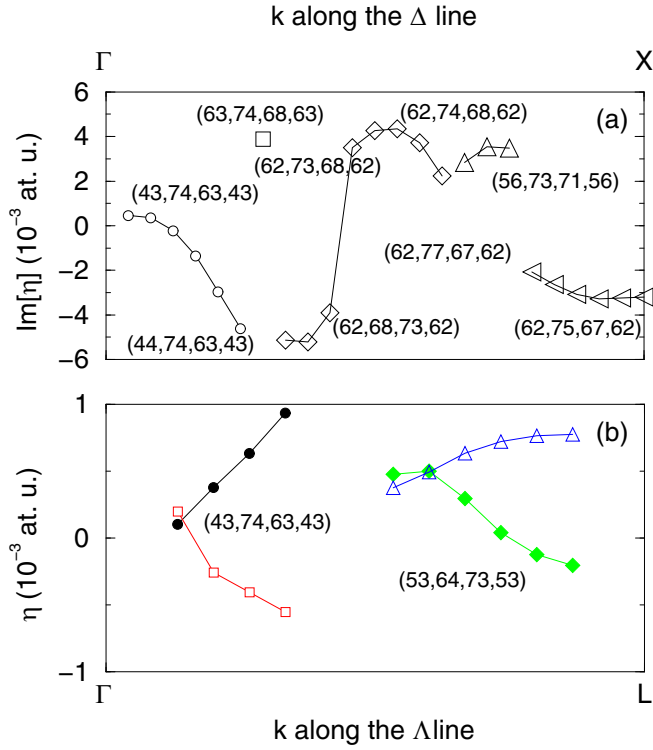 k along the Δ line
Γ X
6
4
2
0
−2
−4
−6
Im[η] (10⁻³ at. u.)
(a)
(63,74,68,63)
(62,74,68,62)
(62,73,68,62)
(43,74,63,43)
(56,73,71,56)
(62,77,67,62)
(44,74,63,43)
(62,68,73,62)
(62,75,67,62)
1
0
−1
η (10⁻³ at. u.)
(b)
(43,74,63,43)
(53,64,73,53)
Γ L
k along the Λ line